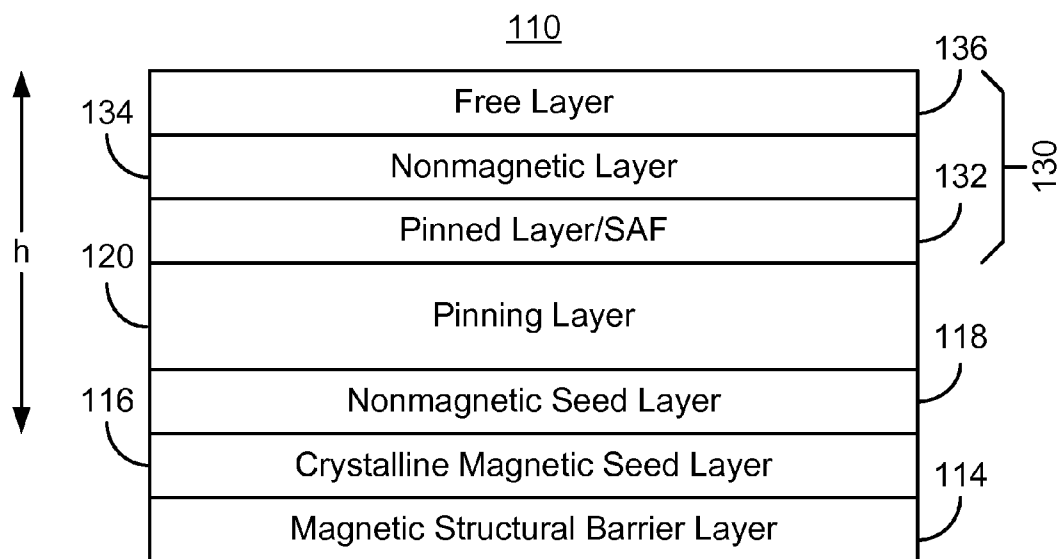 110
136
Free Layer
134
Nonmagnetic Layer
130
132
Pinned Layer/SAF
h
120
Pinning Layer
118
116
Nonmagnetic Seed Layer
Crystalline Magnetic Seed Layer
114
Magnetic Structural Barrier Layer